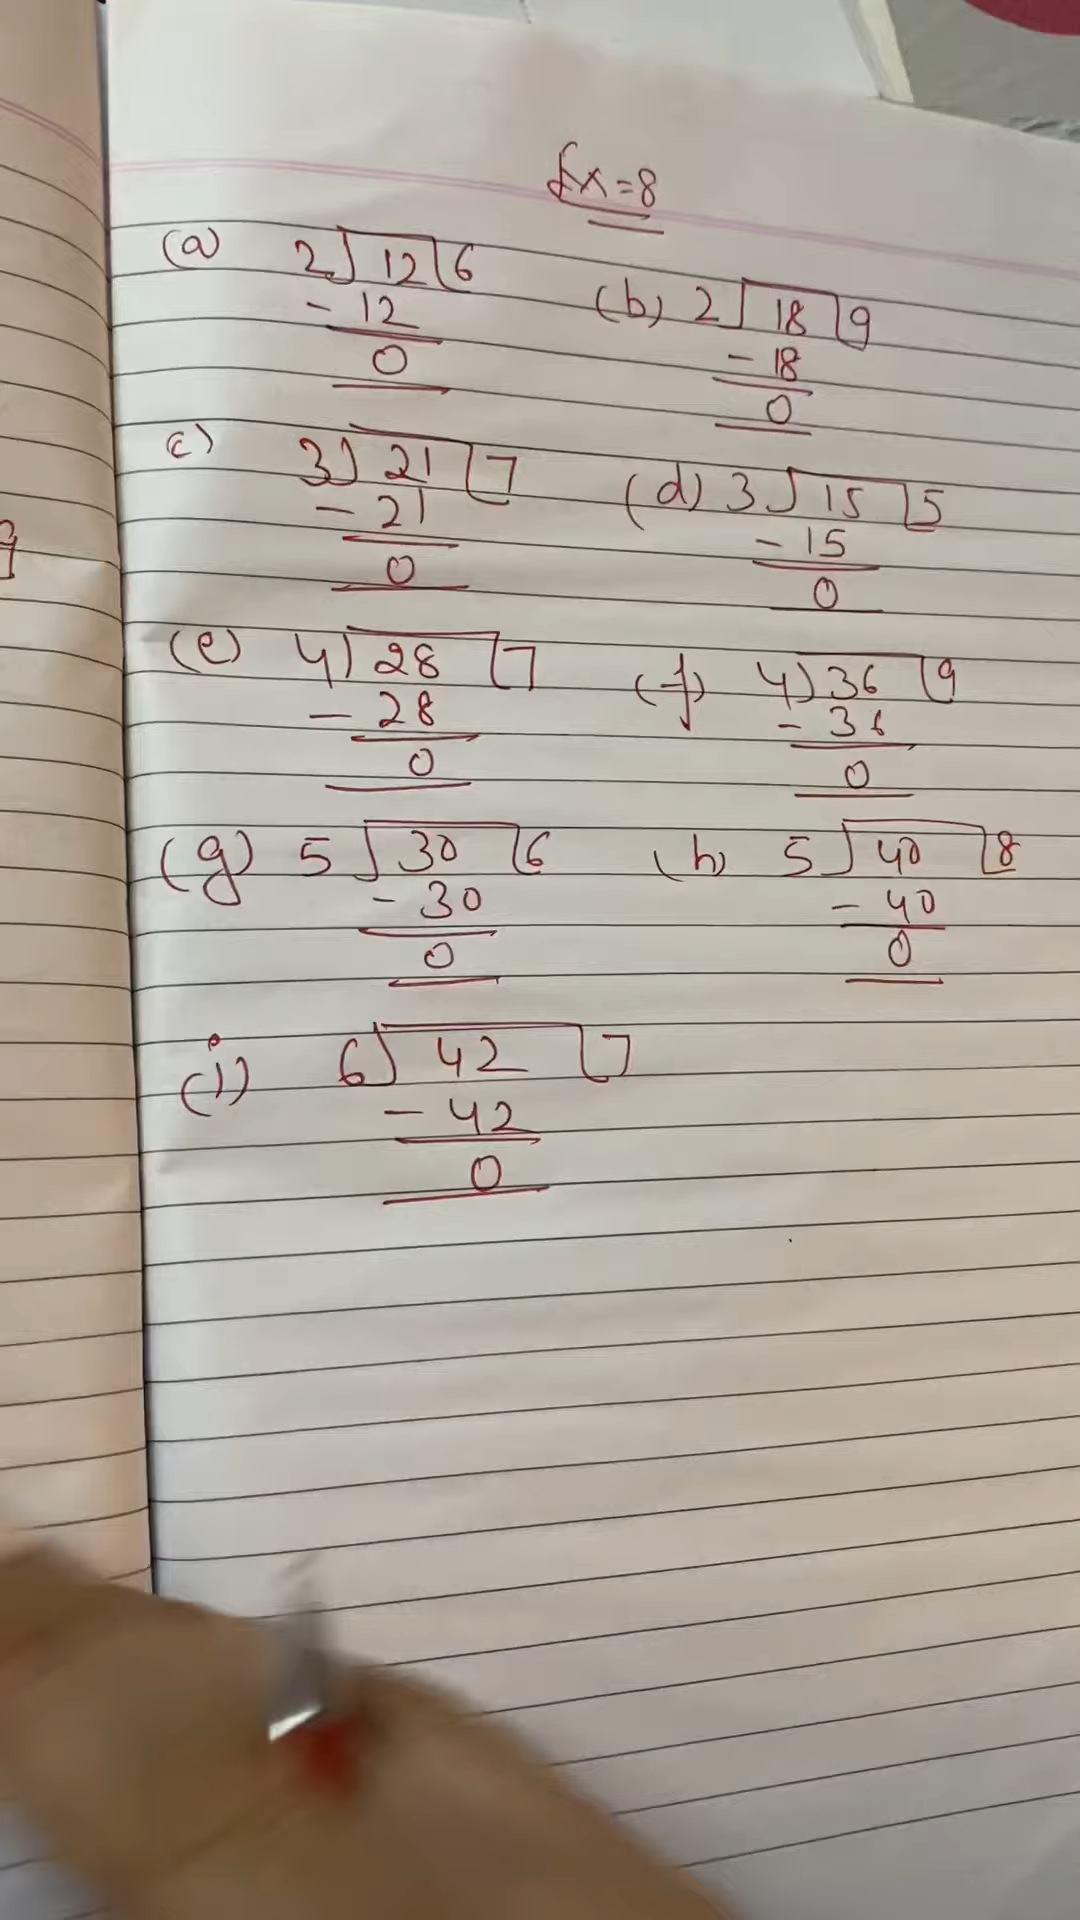 Ex=8
(a) 2)12(6
- 12
0
(b) 2)18(9
- 18
0
c) 3)21(7
- 21
0
(d) 3)15(5
- 15
0
(e) 4)28(7
- 28
0
(f) 4)36(9
- 36
0
(g) 5)30(6
- 30
0
(h) 5)40(8
- 40
0
(i) 6)42(7
- 42
0